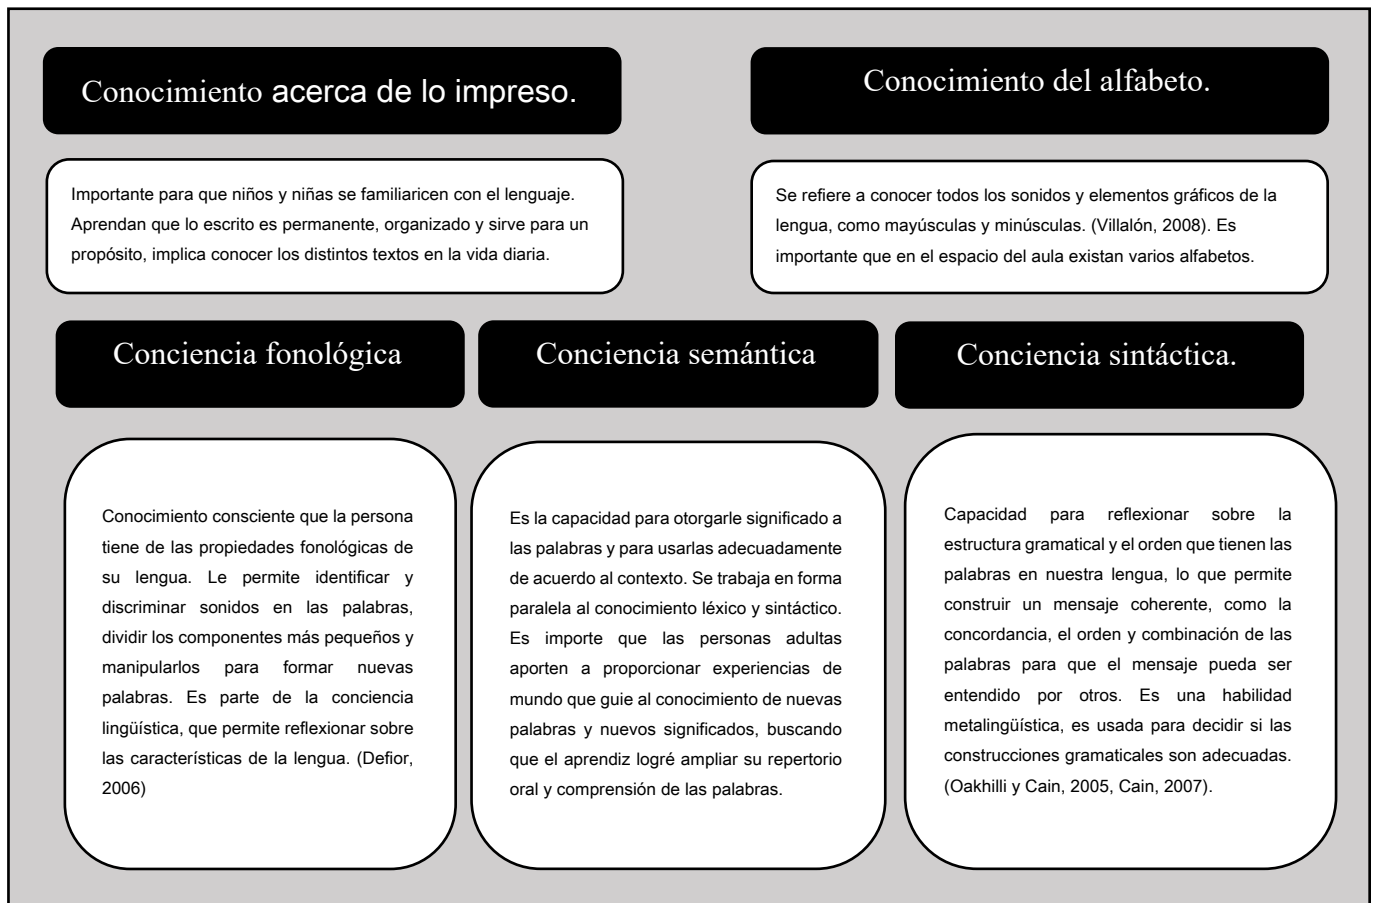 Conocimiento acerca de lo impreso.
Conocimiento del alfabeto.
Importante para que niños y niñas se familiaricen con el lenguaje.
Aprendan que lo escrito es permanente, organizado y sirve para un
propósito, implica conocer los distintos textos en la vida diaria.
Se refiere a conocer todos los sonidos y elementos gráficos de la
lengua, como mayúsculas y minúsculas. (Villalón, 2008). Es
importante que en el espacio del aula existan varios alfabetos.
Conciencia fonológica
Conciencia semántica
Conciencia sintáctica.
Conocimiento consciente que la persona
tiene de las propiedades fonológicas de
su lengua. Le permite identificar y
discriminar sonidos en las palabras,
dividir los componentes más pequeños y
manipularlos para formar nuevas
palabras. Es parte de la conciencia
lingüística, que permite reflexionar sobre
las características de la lengua. (Defior,
2006)
Es la capacidad para otorgarle significado a
las palabras y para usarlas adecuadamente
de acuerdo al contexto. Se trabaja en forma
paralela al conocimiento léxico y sintáctico.
Es importe que las personas adultas
aporten a proporcionar experiencias de
mundo que guie al conocimiento de nuevas
palabras y nuevos significados, buscando
que el aprendiz logré ampliar su repertorio
oral y comprensión de las palabras.
Capacidad para reflexionar sobre la
estructura gramatical y el orden que tienen las
palabras en nuestra lengua, lo que permite
construir un mensaje coherente, como la
concordancia, el orden y combinación de las
palabras para que el mensaje pueda ser
entendido por otros. Es una habilidad
metalingüística, es usada para decidir si las
construcciones gramaticales son adecuadas.
(Oakhilli y Cain, 2005, Cain, 2007).